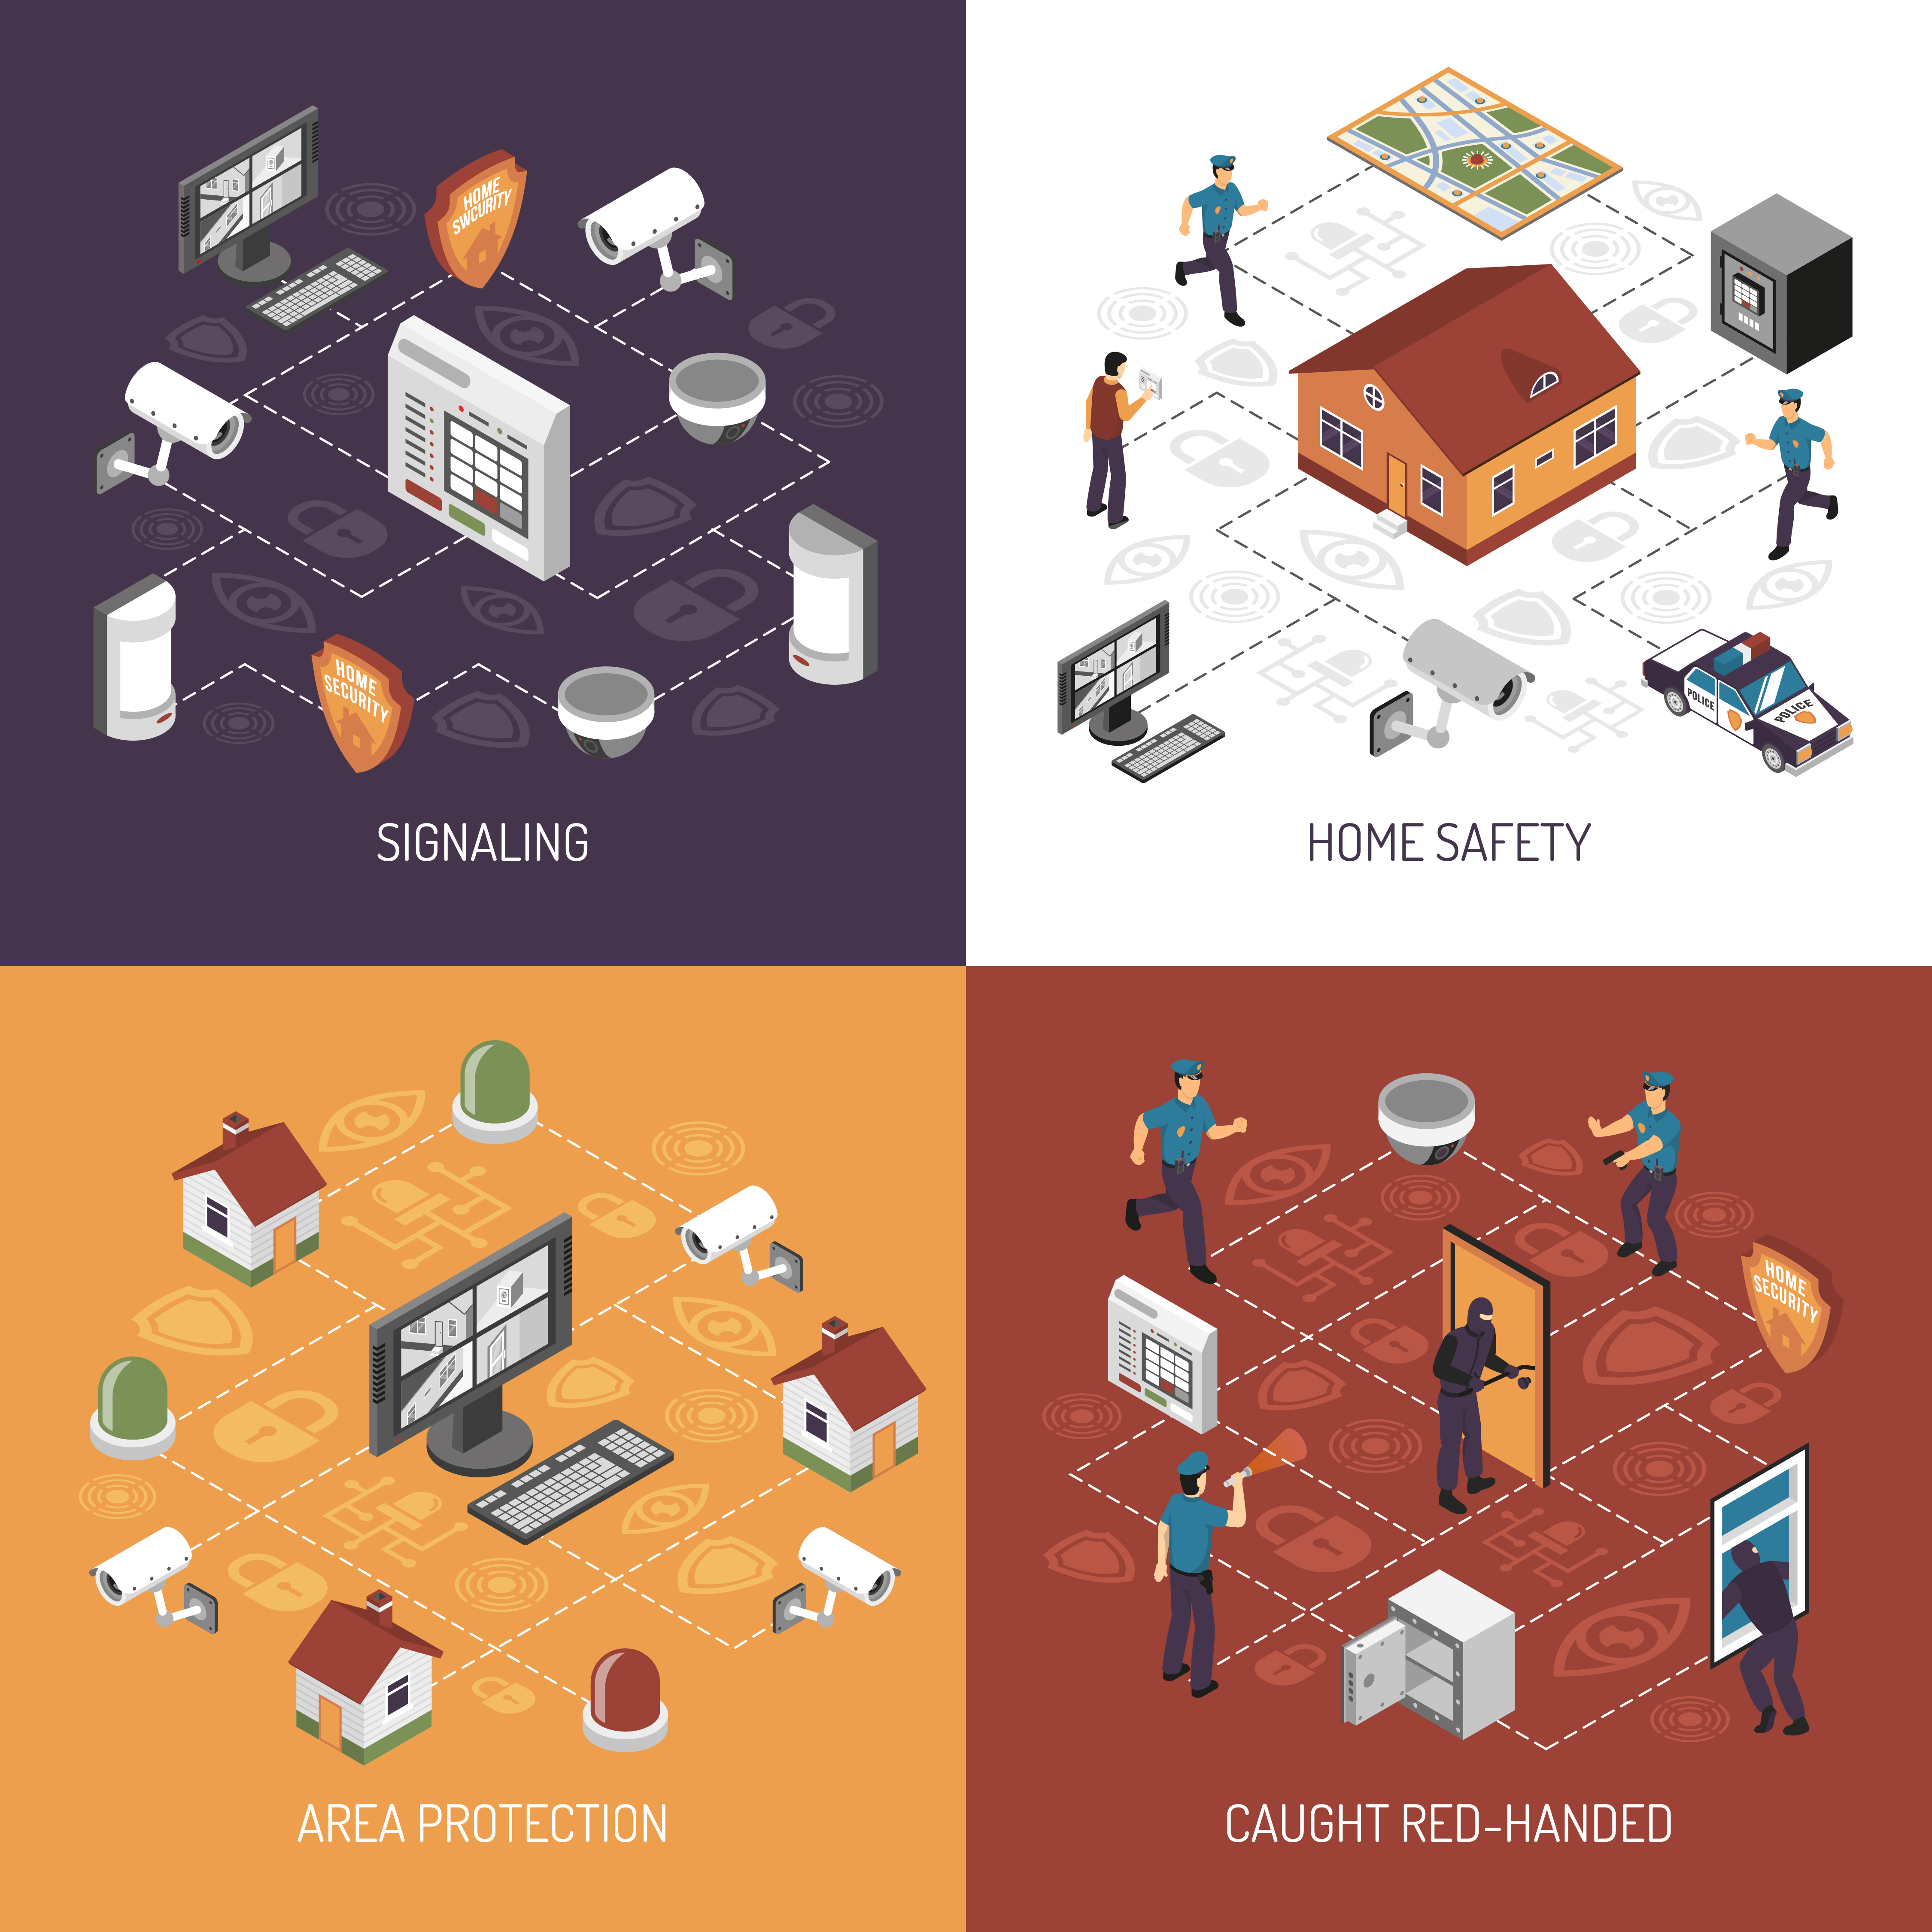 HOME
SWCURITY
HOME
SECURITY
SIGNALING
POLICE
POLICE
HOME SAFETY
AREA PROTECTION
HOME
SECURITY
CAUGHT RED-HANDED